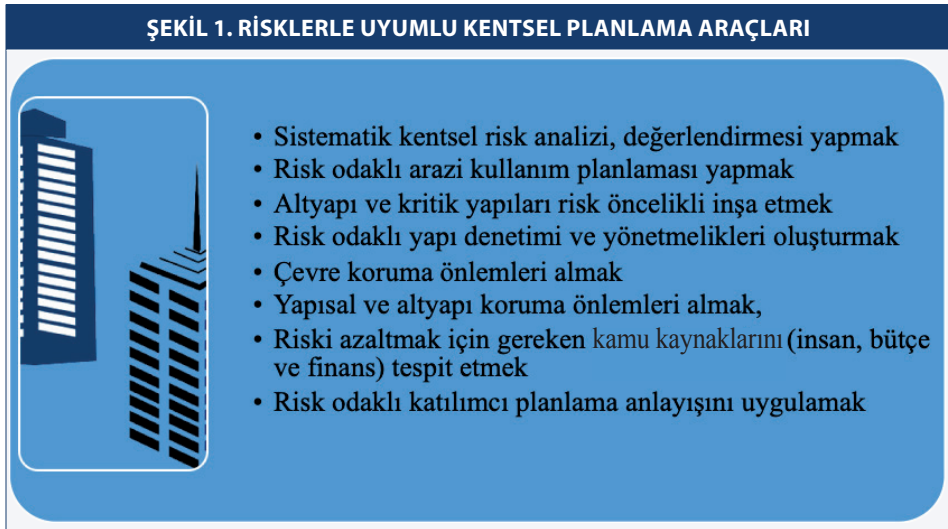 ŞEKİL 1. RİSKLERLE UYUMLU KENTSEL PLANLAMA ARAÇLARI
• Sistematik kentsel risk analizi, değerlendirmesi yapmak
• Risk odaklı arazi kullanım planlaması yapmak
• Altyapı ve kritik yapıları risk öncelikli inşa etmek
• Risk odaklı yapı denetimi ve yönetmelikleri oluşturmak
• Çevre koruma önlemleri almak
• Yapısal ve altyapı koruma önlemleri almak,
• Riski azaltmak için gereken kamu kaynaklarını (insan, bütçe
ve finans) tespit etmek
• Risk odaklı katılımcı planlama anlayışını uygulamak